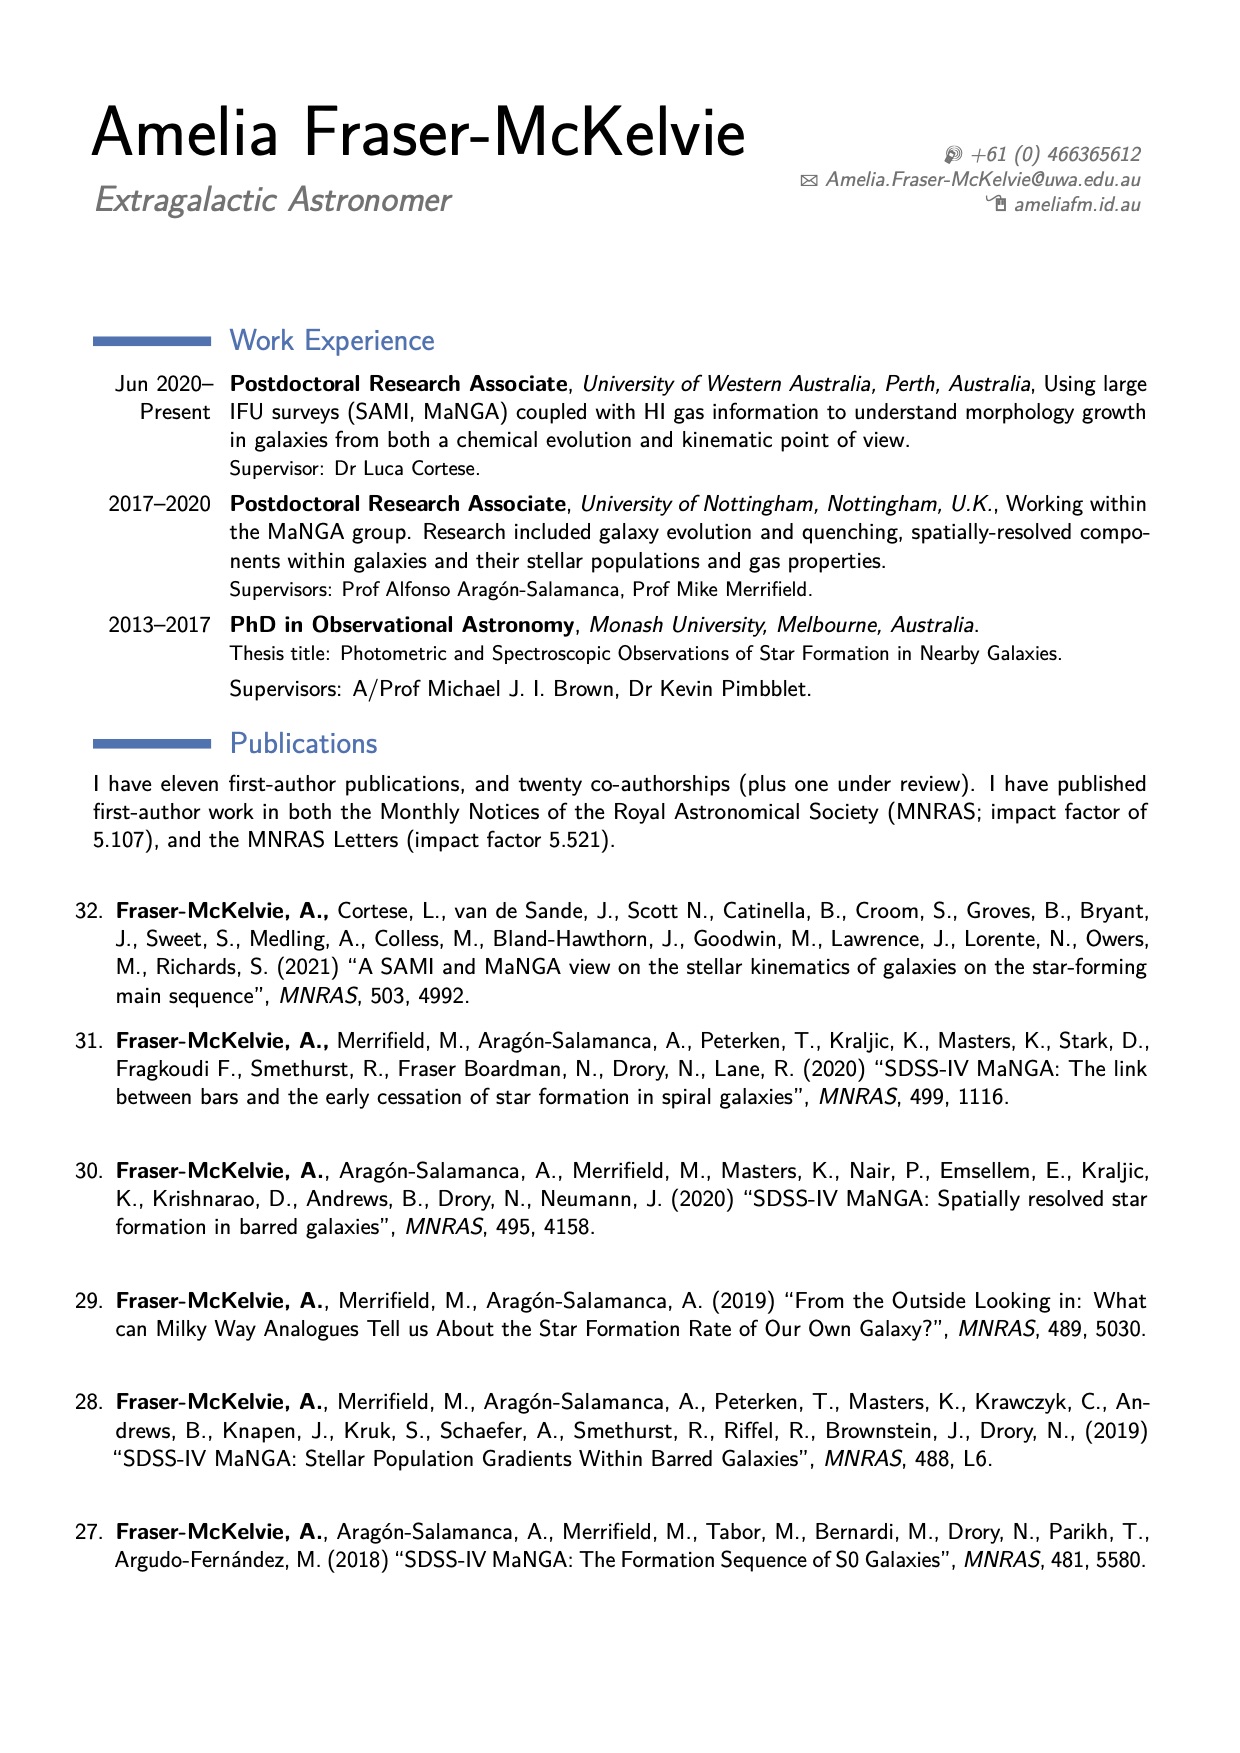 Amelia Fraser-McKelvie
Extragalactic Astronomer
+61 (0) 466365612
Amelia.Fraser-McKelvie@uwa.edu.au
ameliafm.id.au
Work Experience
Jun 2020– Postdoctoral Research Associate, University of Western Australia, Perth, Australia, Using large
Present IFU surveys (SAMI, MaNGA) coupled with HI gas information to understand morphology growth
in galaxies from both a chemical evolution and kinematic point of view.
Supervisor: Dr Luca Cortese.
2017–2020 Postdoctoral Research Associate, University of Nottingham, Nottingham, U.K., Working within
the MaNGA group. Research included galaxy evolution and quenching, spatially-resolved compo-
nents within galaxies and their stellar populations and gas properties.
Supervisors: Prof Alfonso Aragón-Salamanca, Prof Mike Merrifield.
2013–2017 PhD in Observational Astronomy, Monash University, Melbourne, Australia.
Thesis title: Photometric and Spectroscopic Observations of Star Formation in Nearby Galaxies.
Supervisors: A/Prof Michael J. I. Brown, Dr Kevin Pimbblet.
Publications
I have eleven first-author publications, and twenty co-authorships (plus one under review). I have published
first-author work in both the Monthly Notices of the Royal Astronomical Society (MNRAS; impact factor of
5.107), and the MNRAS Letters (impact factor 5.521).
32. Fraser-McKelvie, A., Cortese, L., van de Sande, J., Scott N., Catinella, B., Croom, S., Groves, B., Bryant,
J., Sweet, S., Medling, A., Colless, M., Bland-Hawthorn, J., Goodwin, M., Lawrence, J., Lorente, N., Owers,
M., Richards, S. (2021) “A SAMI and MaNGA view on the stellar kinematics of galaxies on the star-forming
main sequence”, MNRAS, 503, 4992.
31. Fraser-McKelvie, A., Merrifield, M., Aragón-Salamanca, A., Peterken, T., Kraljic, K., Masters, K., Stark, D.,
Fragkoudi F., Smethurst, R., Fraser Boardman, N., Drory, N., Lane, R. (2020) “SDSS-IV MaNGA: The link
between bars and the early cessation of star formation in spiral galaxies”, MNRAS, 499, 1116.
30. Fraser-McKelvie, A., Aragón-Salamanca, A., Merrifield, M., Masters, K., Nair, P., Emsellem, E., Kraljic,
K., Krishnarao, D., Andrews, B., Drory, N., Neumann, J. (2020) “SDSS-IV MaNGA: Spatially resolved star
formation in barred galaxies”, MNRAS, 495, 4158.
29. Fraser-McKelvie, A., Merrifield, M., Aragón-Salamanca, A. (2019) “From the Outside Looking in: What
can Milky Way Analogues Tell us About the Star Formation Rate of Our Own Galaxy?”, MNRAS, 489, 5030.
28. Fraser-McKelvie, A., Merrifield, M., Aragón-Salamanca, A., Peterken, T., Masters, K., Krawczyk, C., An-
drews, B., Knapen, J., Kruk, S., Schaefer, A., Smethurst, R., Riffel, R., Brownstein, J., Drory, N., (2019)
“SDSS-IV MaNGA: Stellar Population Gradients Within Barred Galaxies”, MNRAS, 488, L6.
27. Fraser-McKelvie, A., Aragón-Salamanca, A., Merrifield, M., Tabor, M., Bernardi, M., Drory, N., Parikh, T.,
Argudo-Fernández, M. (2018) “SDSS-IV MaNGA: The Formation Sequence of S0 Galaxies”, MNRAS, 481, 5580.